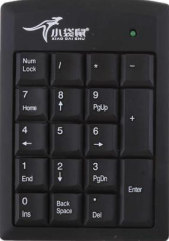 小袋鼠
XIAO DAI SHU
Num Lock / * -
7 Home 8 ↑ 9 PgUp +
4 ← 5 6 →
1 End 2 ↓ 3 PgDn Enter
0 Ins Back Space . Del